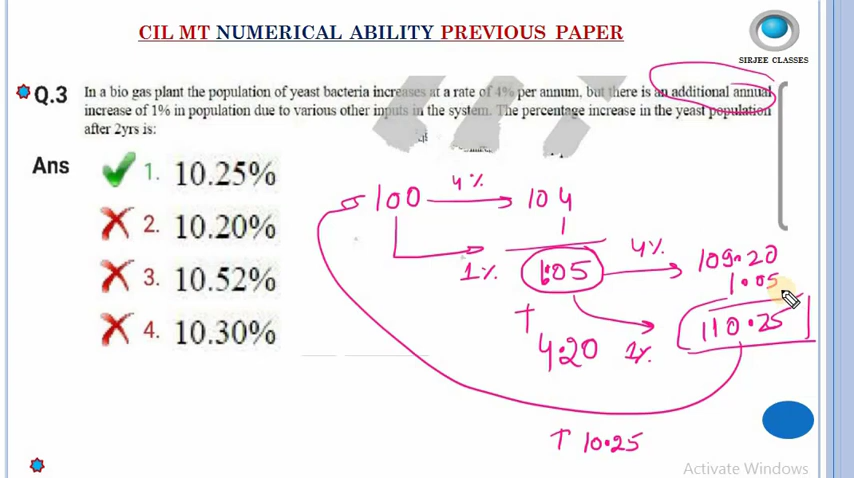 CIL MT NUMERICAL ABILITY PREVIOUS PAPER
SIRJEE CLASSES
Q.3 In a bio gas plant the population of yeast bacteria increases at a rate of 4% per annum, but there is an additional annual
increase of 1% in population due to various other inputs in the system. The percentage increase in the yeast population
after 2yrs is:
Ans
1. 10.25%
2. 10.20%
3. 10.52%
4. 10.30%
100 4% 104
1
1% 105 4% 109.20
1.05
↑ 4.20 1% 110.25
↑ 10.25
Activate Windows